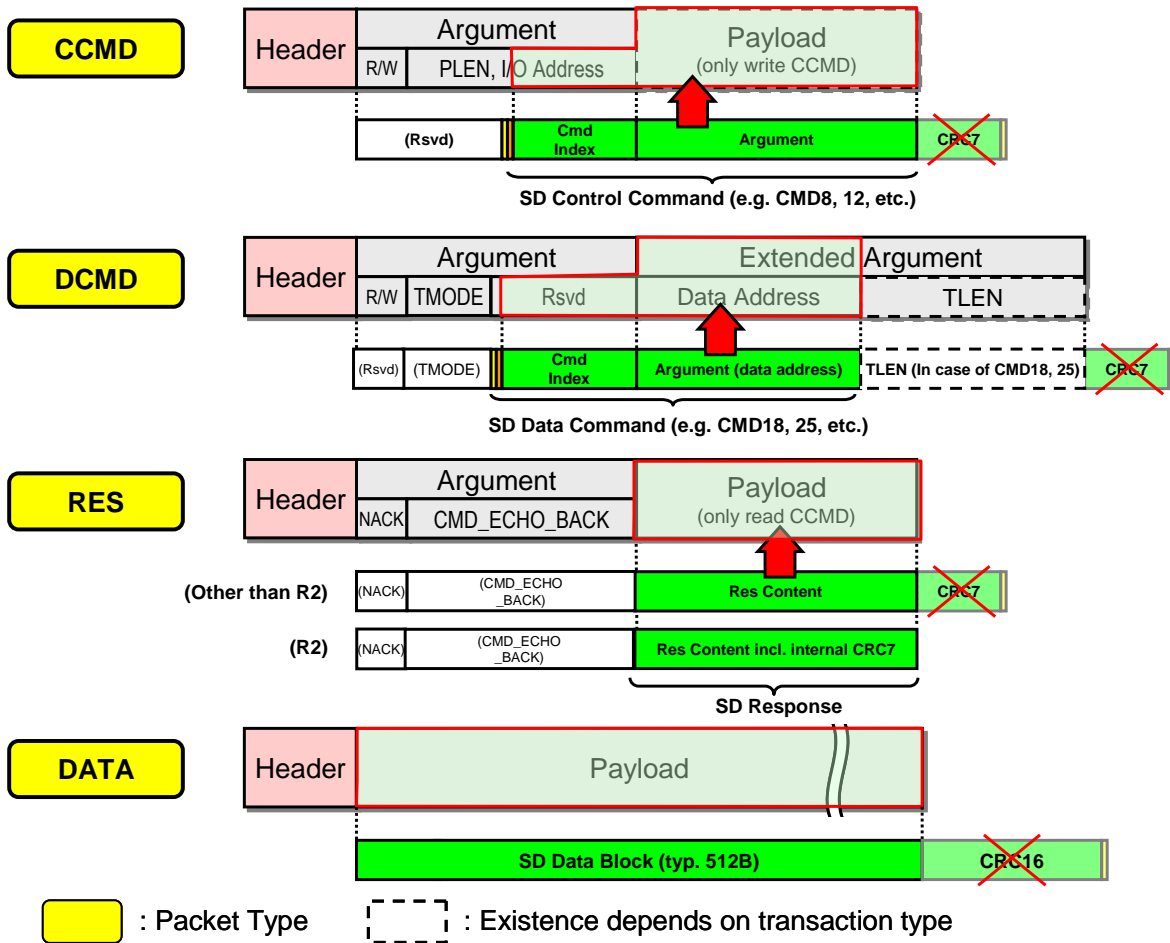 CCMD
Header
Argument
R/W
PLEN, I/O Address
Payload
(only write CCMD)
(Rsvd)
Cmd
Index
Argument
CRC7
SD Control Command (e.g. CMD8, 12, etc.)
DCMD
Header
Argument
Extended Argument
R/W
TMODE
Rsvd
Data Address
TLEN
(Rsvd)
(TMODE)
Cmd
Index
Argument (data address)
TLEN (In case of CMD18, 25)
CRC7
SD Data Command (e.g. CMD18, 25, etc.)
RES
Header
Argument
NACK
CMD_ECHO_BACK
Payload
(only read CCMD)
(Other than R2)
(NACK)
(CMD_ECHO
_BACK)
Res Content
CRC7
(R2)
(NACK)
(CMD_ECHO
_BACK)
Res Content incl. internal CRC7
SD Response
DATA
Header
Payload
SD Data Block (typ. 512B)
CRC16
: Packet Type
: Existence depends on transaction type